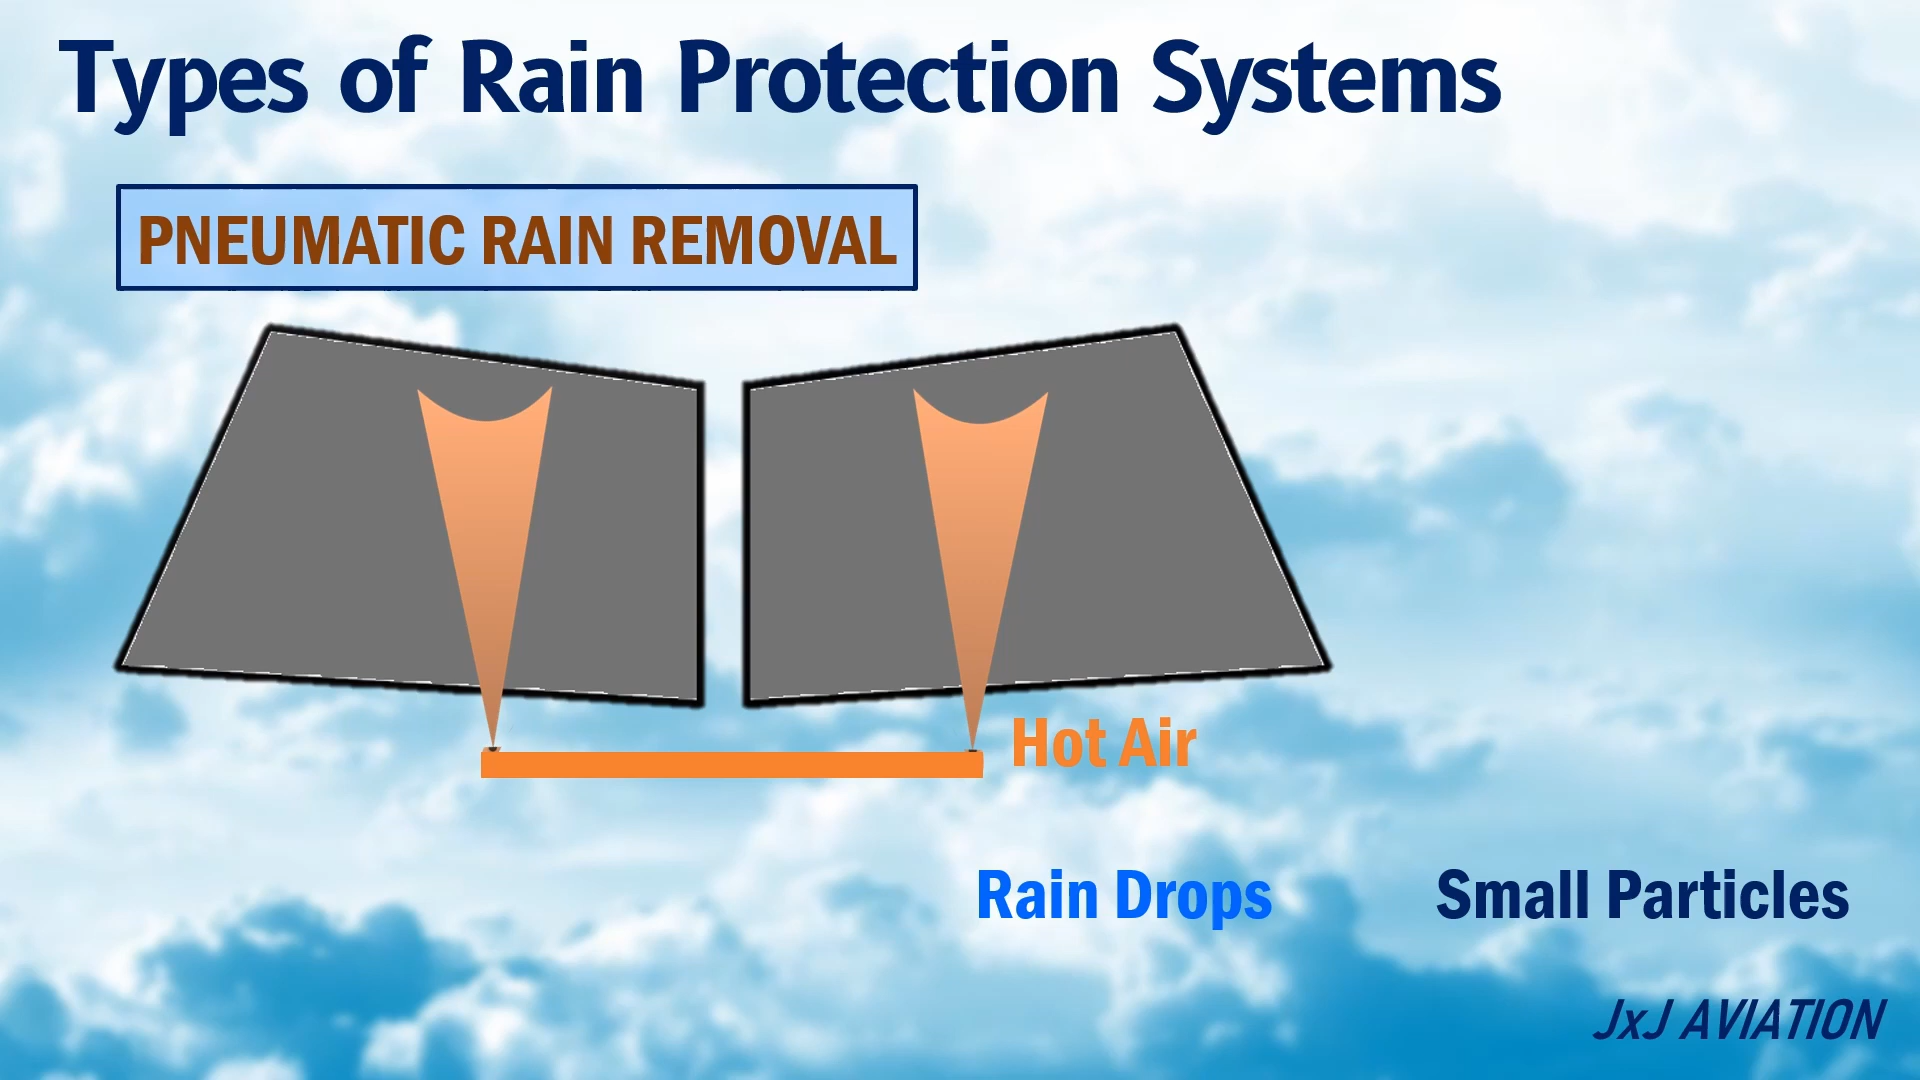 Types of Rain Protection Systems
PNEUMATIC RAIN REMOVAL
Hot Air
Rain Drops
Small Particles
JxJ AVIATION